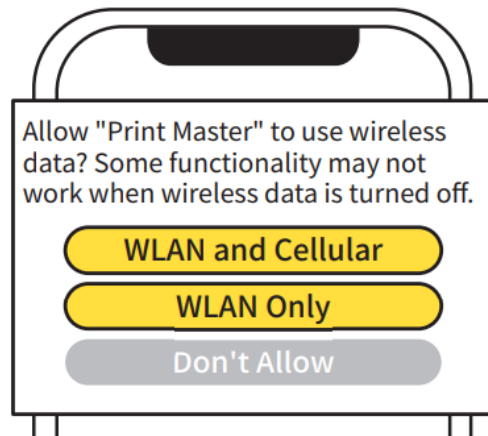 Allow "Print Master" to use wireless
data? Some functionality may not
work when wireless data is turned off.
WLAN and Cellular
WLAN Only
Don't Allow